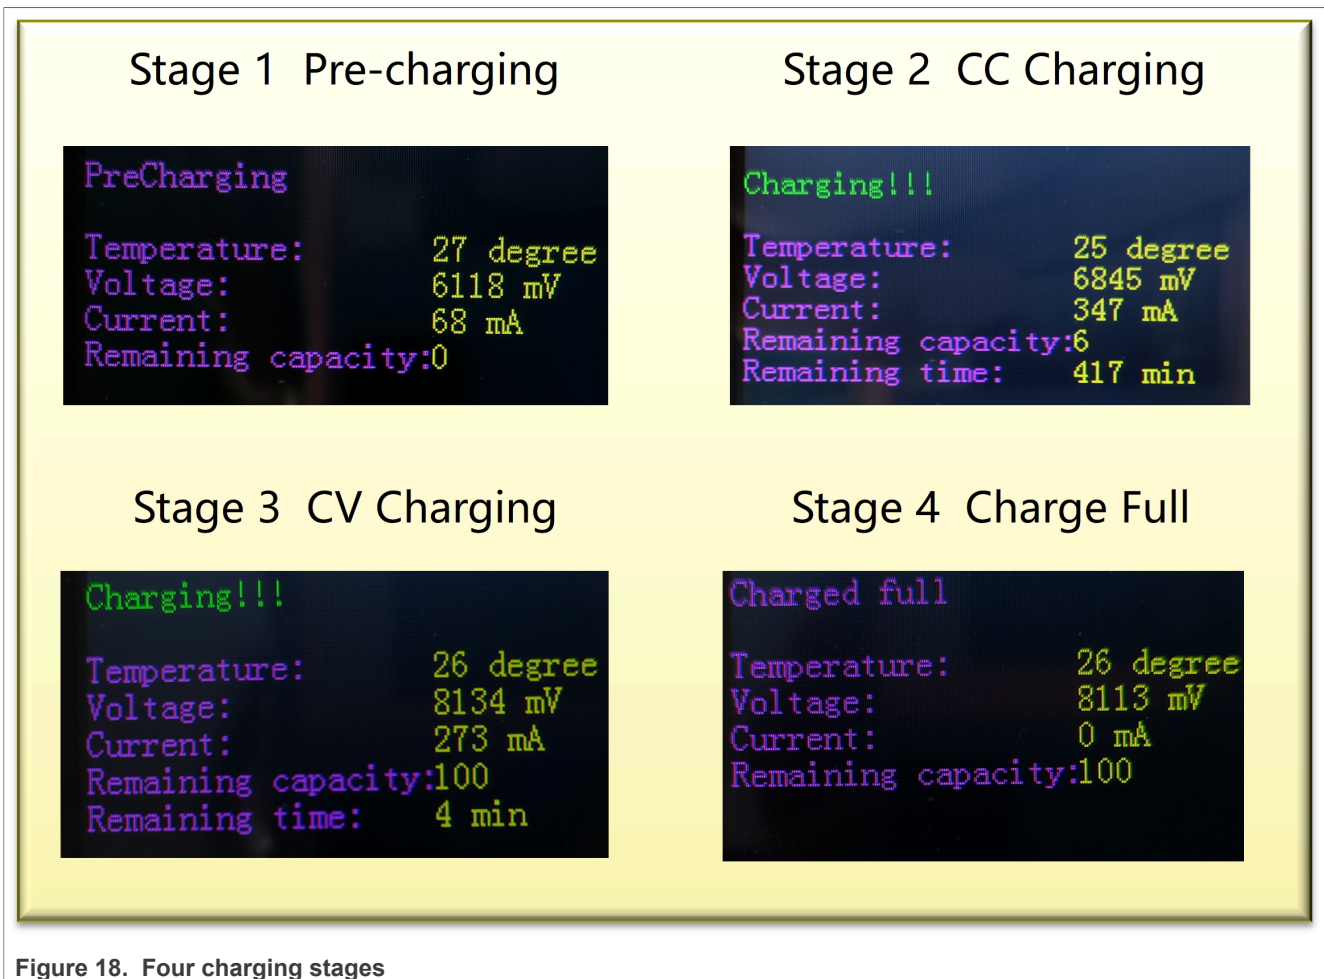 Stage 1 Pre-charging
PreCharging
Temperature: 27 degree
Voltage: 6118 mV
Current: 68 mA
Remaining capacity:0
Stage 2 CC Charging
Charging!!!
Temperature: 25 degree
Voltage: 6845 mV
Current: 347 mA
Remaining capacity:6
Remaining time: 417 min
Stage 3 CV Charging
Charging!!!
Temperature: 26 degree
Voltage: 8134 mV
Current: 273 mA
Remaining capacity:100
Remaining time: 4 min
Stage 4 Charge Full
Charged full
Temperature: 26 degree
Voltage: 8113 mV
Current: 0 mA
Remaining capacity:100
Figure 18. Four charging stages